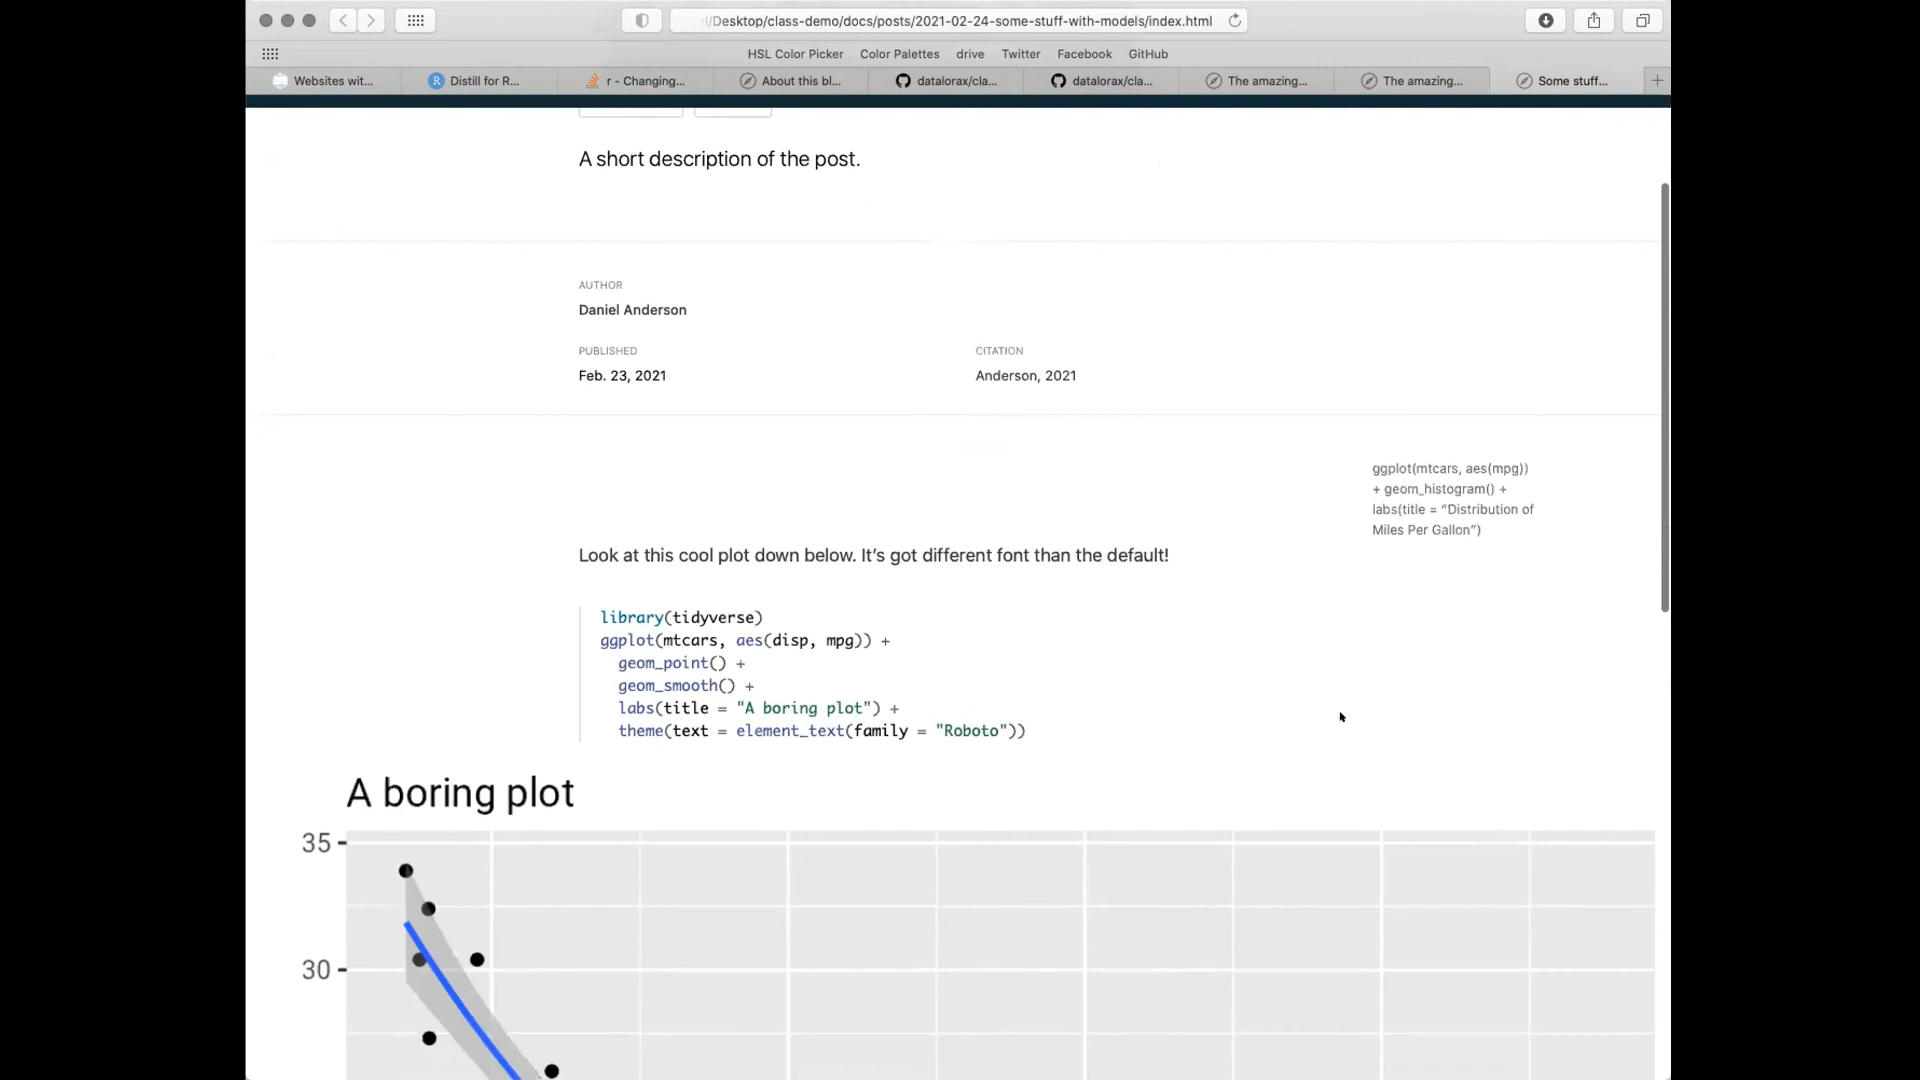 /Desktop/class-demo/docs/posts/2021-02-24-some-stuff-with-models/index.html
HSL Color Picker Color Palettes drive Twitter Facebook GitHub
Websites wit... Distill for R... r - Changing... About this bl... datalorax/cla... datalorax/cla... The amazing... The amazing... Some stuff...
A short description of the post.
AUTHOR
Daniel Anderson
PUBLISHED CITATION
Feb. 23, 2021 Anderson, 2021
ggplot(mtcars, aes(mpg))
+ geom_histogram() +
labs(title = “Distribution of
Miles Per Gallon”)
Look at this cool plot down below. It’s got different font than the default!
library(tidyverse)
ggplot(mtcars, aes(disp, mpg)) +
geom_point() +
geom_smooth() +
labs(title = "A boring plot") +
theme(text = element_text(family = "Roboto"))
A boring plot
35
30